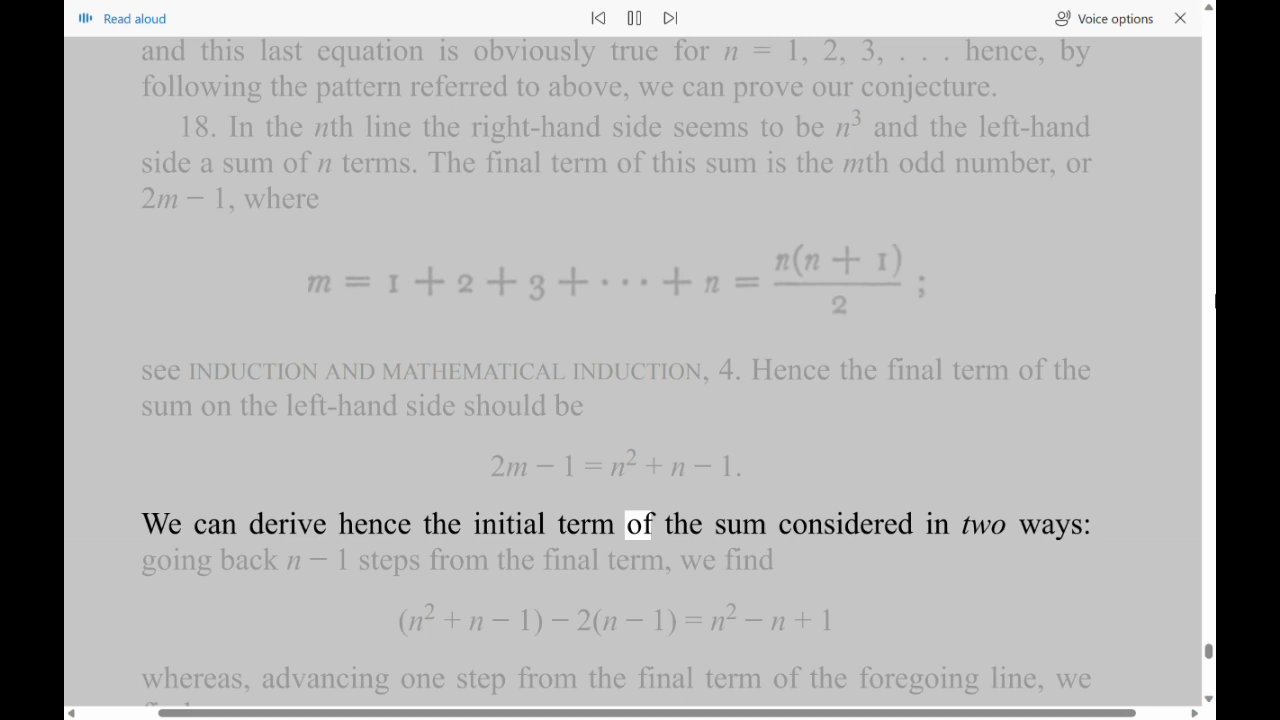 Read aloud
Voice options
and this last equation is obviously true for n = 1, 2, 3, . . . hence, by
following the pattern referred to above, we can prove our conjecture.
18. In the nth line the right-hand side seems to be n³ and the left-hand
side a sum of n terms. The final term of this sum is the mth odd number, or
2m − 1, where
m = 1 + 2 + 3 + · · · + n = n(n + 1)/2 ;
see INDUCTION AND MATHEMATICAL INDUCTION, 4. Hence the final term of the
sum on the left-hand side should be
2m − 1 = n² + n − 1.
We can derive hence the initial term of the sum considered in two ways:
going back n − 1 steps from the final term, we find
(n² + n − 1) − 2(n − 1) = n² − n + 1
whereas, advancing one step from the final term of the foregoing line, we